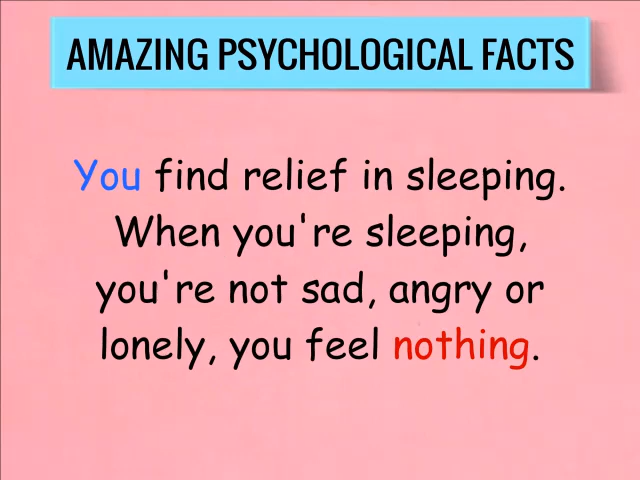 AMAZING PSYCHOLOGICAL FACTS
You find relief in sleeping.
When you're sleeping,
you're not sad, angry or
lonely, you feel nothing.